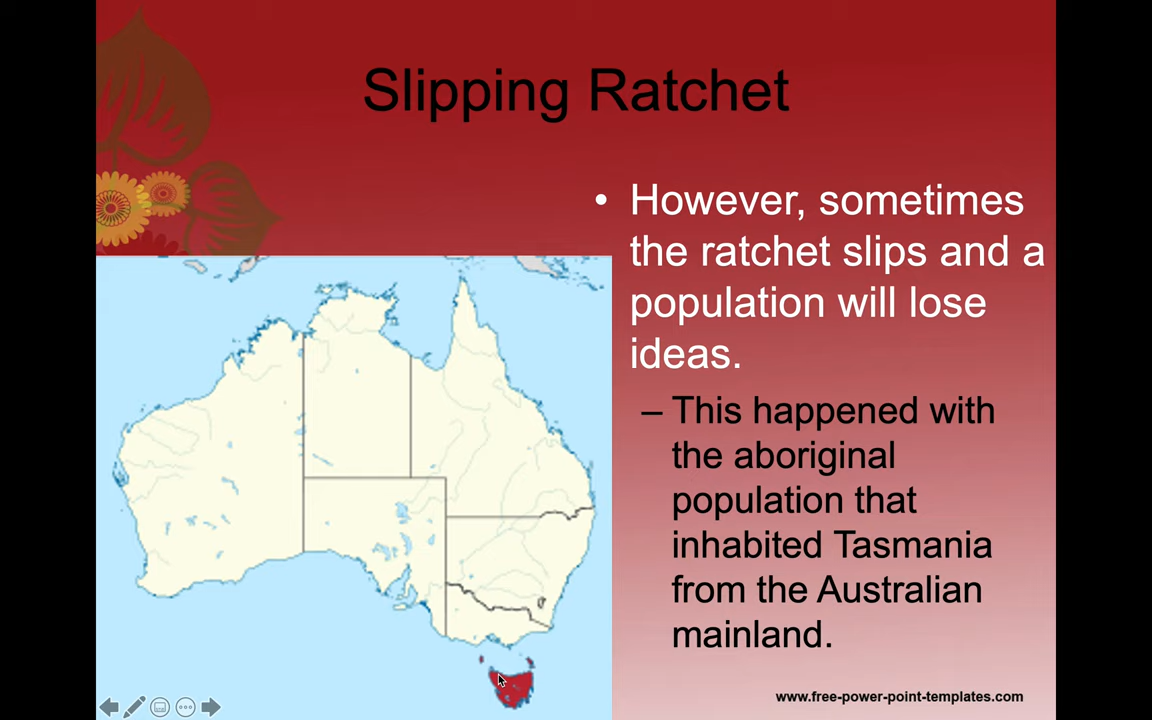 Slipping Ratchet
• However, sometimes
the ratchet slips and a
population will lose
ideas.
– This happened with
the aboriginal
population that
inhabited Tasmania
from the Australian
mainland.
www.free-power-point-templates.com